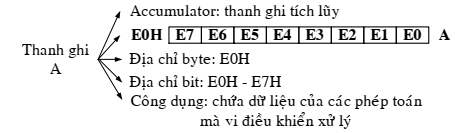 Accumulator: thanh ghi tích lũy
E0H E7 E6 E5 E4 E3 E2 E1 E0 A
Thanh ghi
A
Địa chỉ byte: E0H
Địa chỉ bit: E0H - E7H
Công dụng: chứa dữ liệu của các phép toán
mà vi điều khiển xử lý